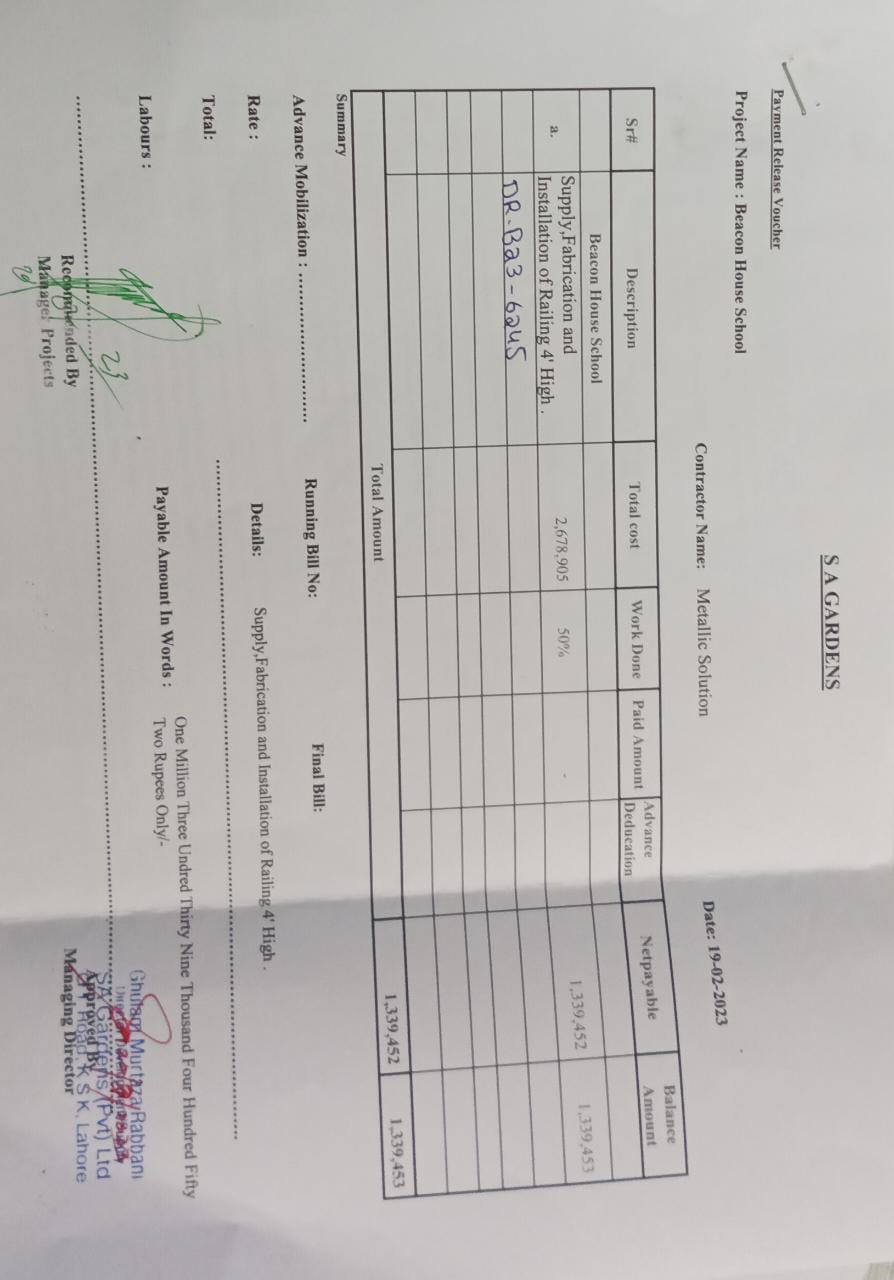 S A GARDENS
Payment Release Voucher
Project Name : Beacon House School
Contractor Name: Metallic Solution
Date: 19-02-2023
Sr# Description Total cost Work Done Paid Amount Advance Deducation Netpayable Balance Amount
Beacon House School
a. Supply,Fabrication and Installation of Railing 4' High . 2,678,905 50% - 1,339,452 1,339,453
DR-Ba3-6245
Total Amount 1,339,452 1,339,453
Summary
Advance Mobilization : ........................ Running Bill No: Final Bill:
Rate : Details: Supply,Fabrication and Installation of Railing 4' High .
Total:
Labours : Payable Amount In Words : One Million Three Undred Thirty Nine Thousand Four Hundred Fifty
Two Rupees Only/-
23
Recommended By
Manager Projects
Ghulam Murtaza Rabbani
SA Gardens (Pvt) Ltd
Approved By
Road, K S K, Lahore
Managing Director